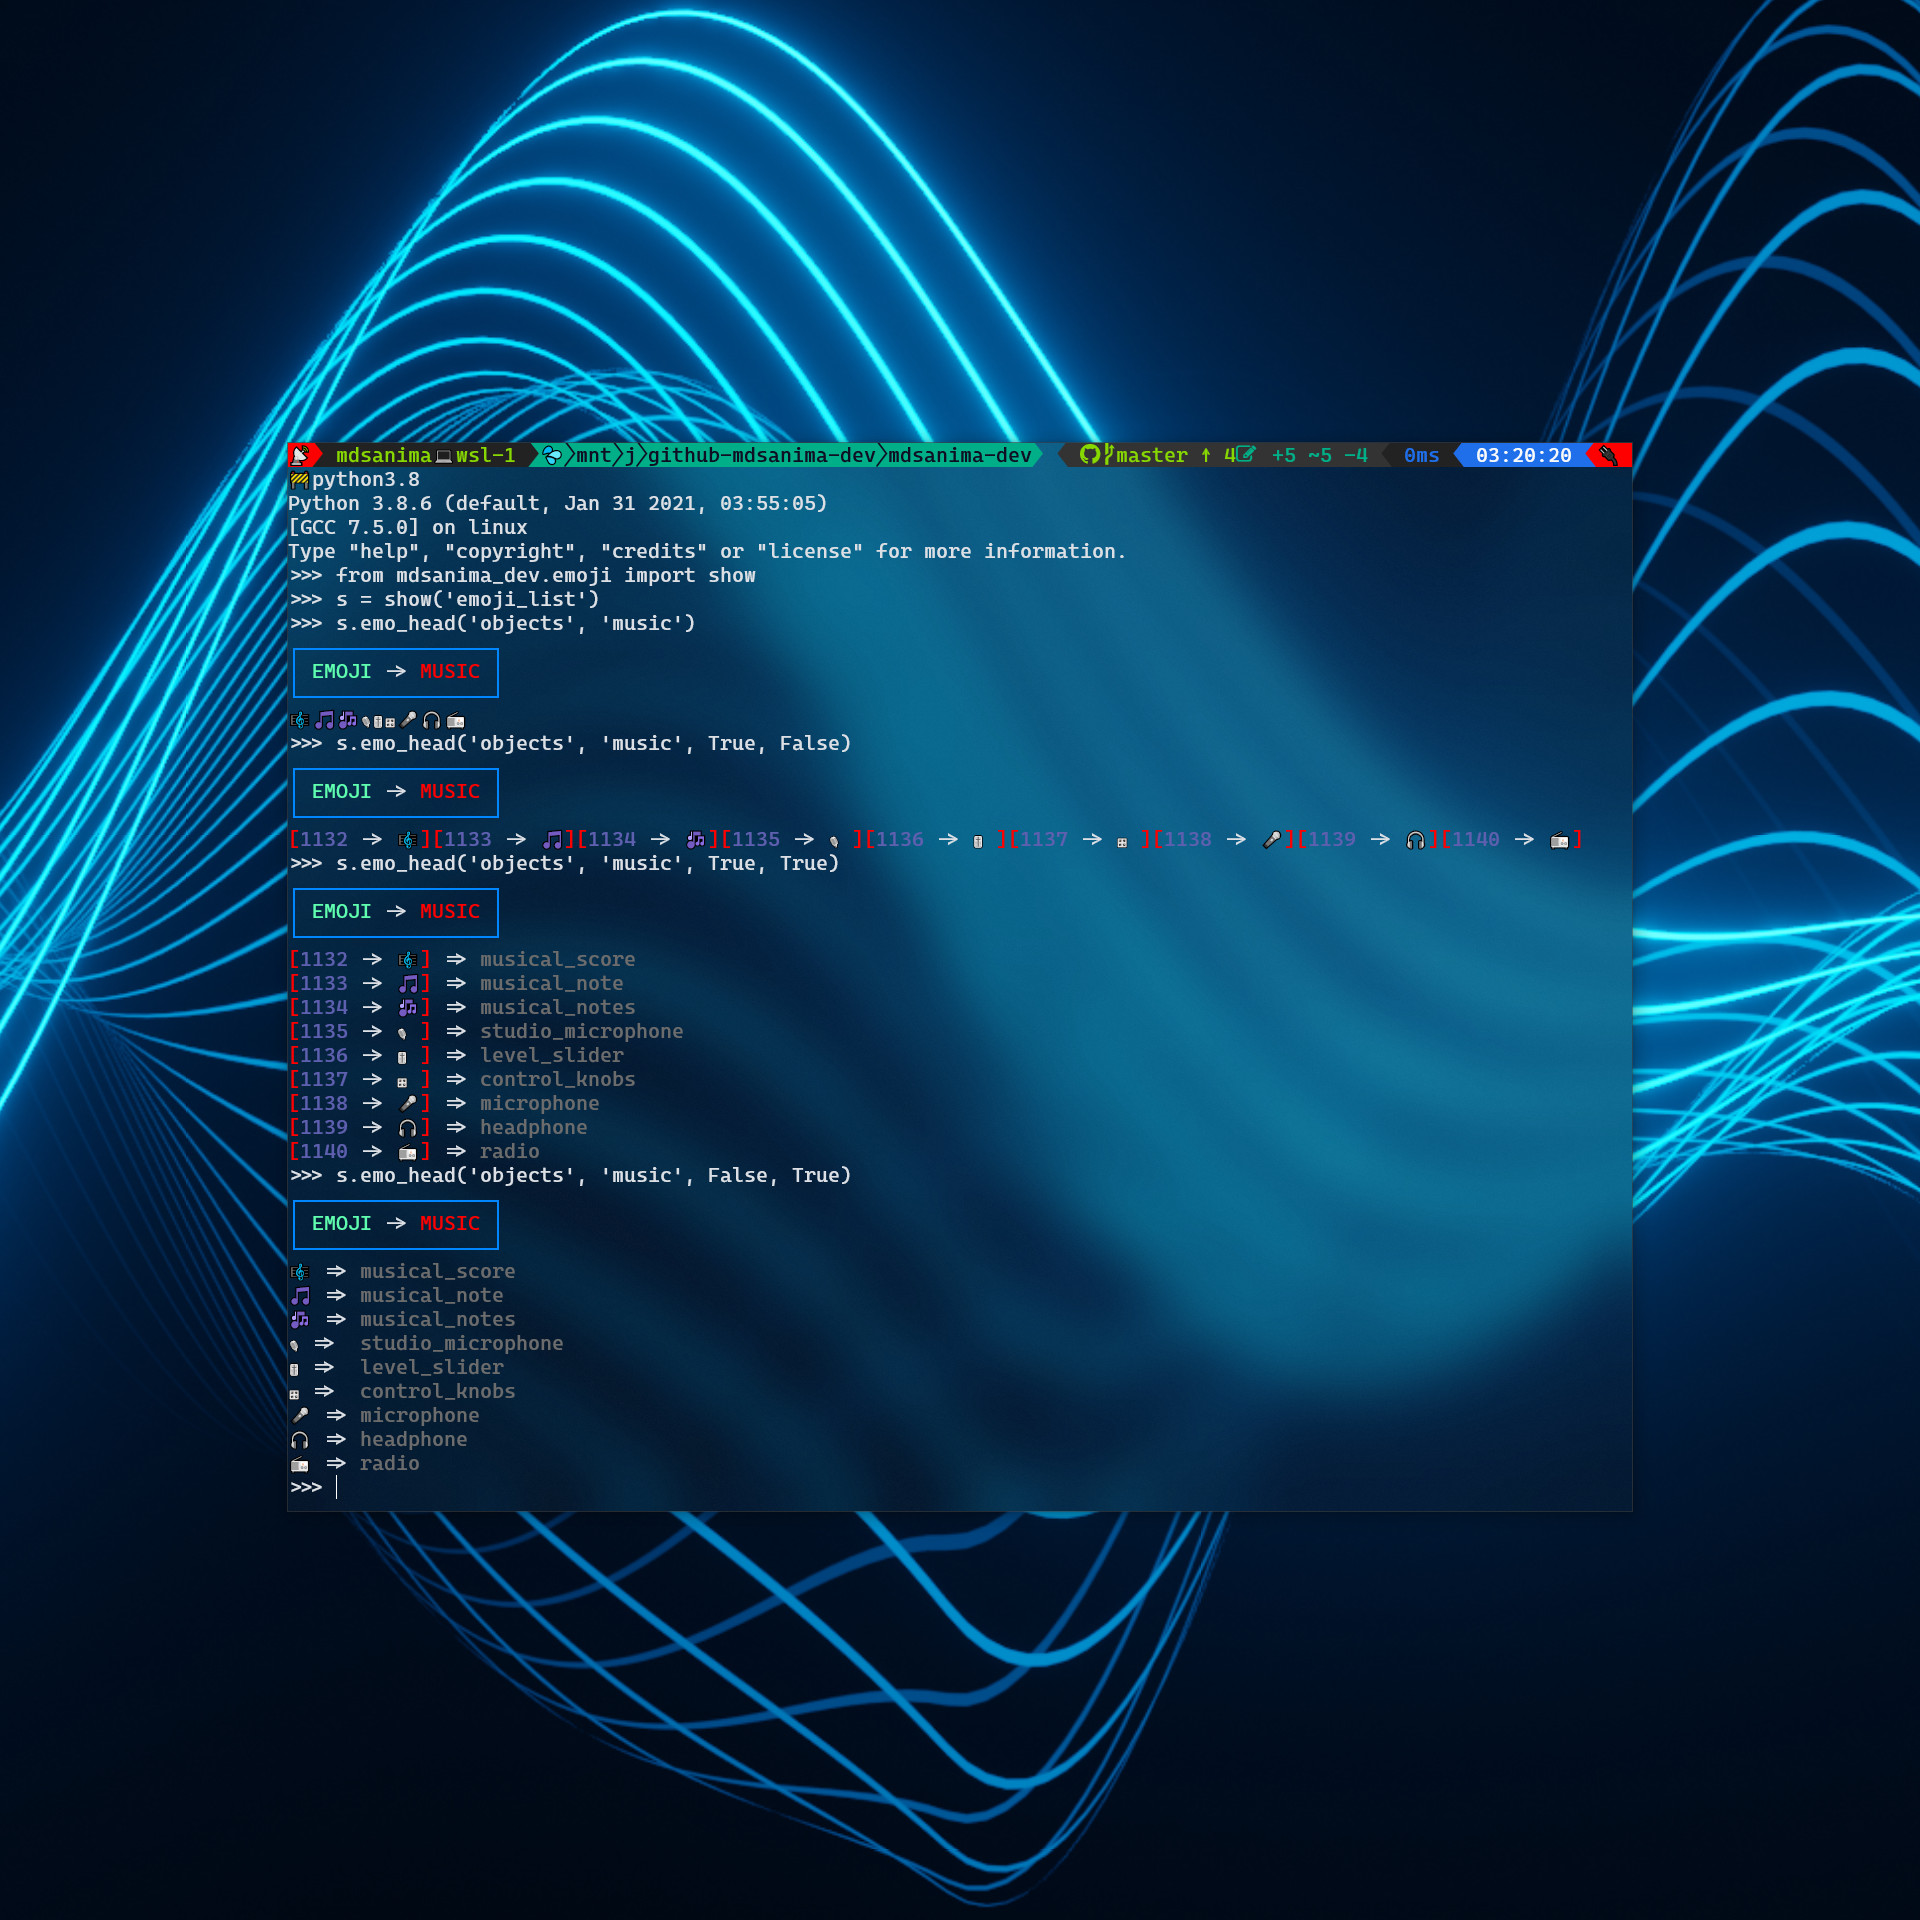 mdsanima💻wsl-1 mnt j github-mdsanima-dev mdsanima-dev master ↑ 4 +5 ~5 -4 0ms 03:20:20
🚧python3.8
Python 3.8.6 (default, Jan 31 2021, 03:55:05)
[GCC 7.5.0] on linux
Type "help", "copyright", "credits" or "license" for more information.
>>> from mdsanima_dev.emoji import show
>>> s = show('emoji_list')
>>> s.emo_head('objects', 'music')
EMOJI → MUSIC
🎼🎵🎶🎙🎚🎛🎤🎧📻
>>> s.emo_head('objects', 'music', True, False)
EMOJI → MUSIC
[1132 → 🎼][1133 → 🎵][1134 → 🎶][1135 → 🎙 ][1136 → 🎚 ][1137 → 🎛 ][1138 → 🎤][1139 → 🎧][1140 → 📻]
>>> s.emo_head('objects', 'music', True, True)
EMOJI → MUSIC
[1132 → 🎼] ⇒ musical_score
[1133 → 🎵] ⇒ musical_note
[1134 → 🎶] ⇒ musical_notes
[1135 → 🎙 ] ⇒ studio_microphone
[1136 → 🎚 ] ⇒ level_slider
[1137 → 🎛 ] ⇒ control_knobs
[1138 → 🎤] ⇒ microphone
[1139 → 🎧] ⇒ headphone
[1140 → 📻] ⇒ radio
>>> s.emo_head('objects', 'music', False, True)
EMOJI → MUSIC
🎼 ⇒ musical_score
🎵 ⇒ musical_note
🎶 ⇒ musical_notes
🎙 ⇒ studio_microphone
🎚 ⇒ level_slider
🎛 ⇒ control_knobs
🎤 ⇒ microphone
🎧 ⇒ headphone
📻 ⇒ radio
>>>